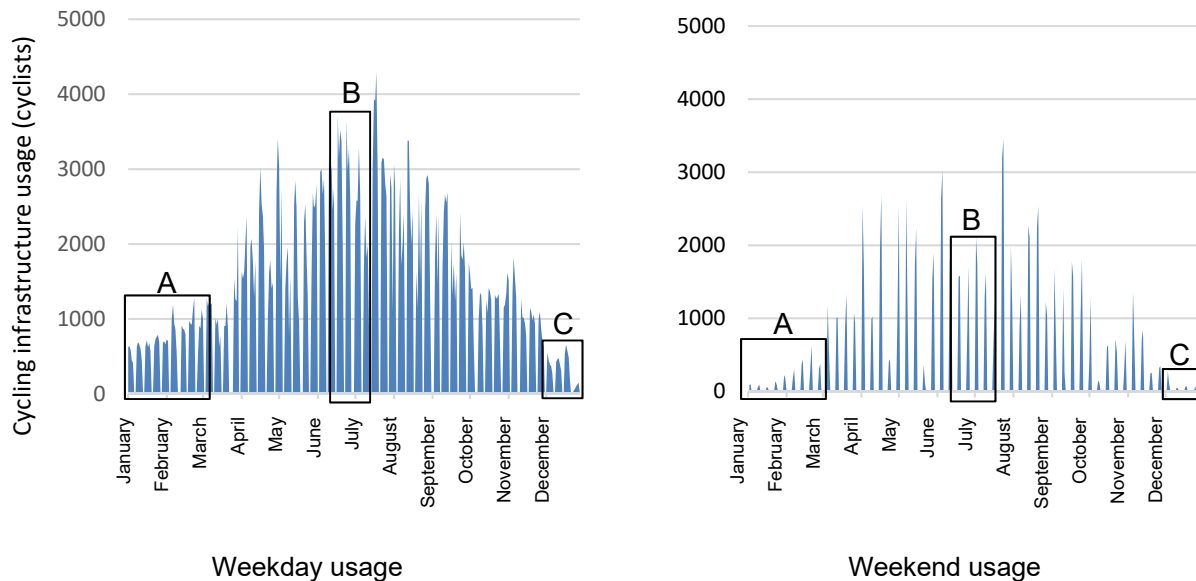 Cycling infrastructure usage (cyclists)
5000
4000
3000
2000
1000
0
A
B
C
January
February
March
April
May
June
July
August
September
October
November
December
Weekday usage
5000
4000
3000
2000
1000
0
A
B
C
January
February
March
April
May
June
July
August
September
October
November
December
Weekend usage